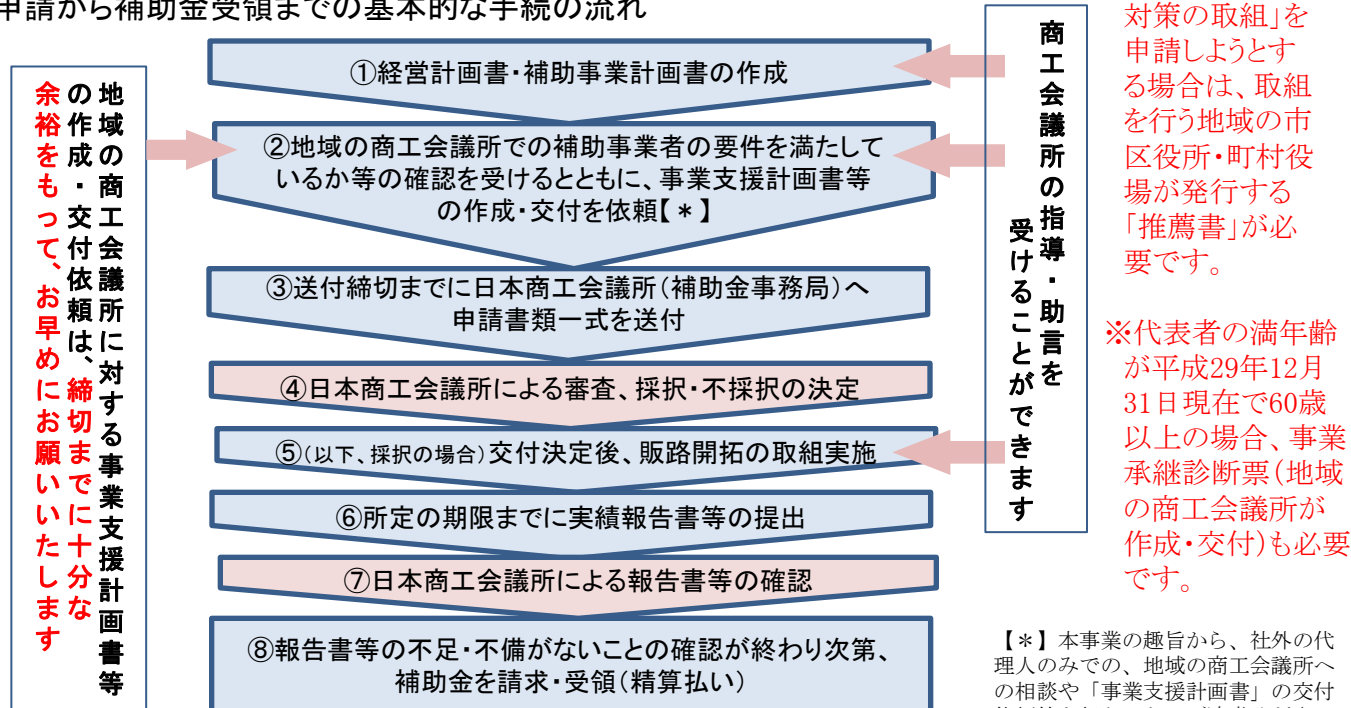 申請から補助金受領までの基本的な手続の流れ
地域の商工会議所に対する事業支援計画書等
の作成・交付依頼は、締切までに十分な
余裕をもって、お早めにお願いいたします
①経営計画書・補助事業計画書の作成
②地域の商工会議所での補助事業者の要件を満たして
いるか等の確認を受けるとともに、事業支援計画書等
の作成・交付を依頼【＊】
③送付締切までに日本商工会議所（補助金事務局）へ
申請書類一式を送付
④日本商工会議所による審査、採択・不採択の決定
⑤（以下、採択の場合）交付決定後、販路開拓の取組実施
⑥所定の期限までに実績報告書等の提出
⑦日本商工会議所による報告書等の確認
⑧報告書等の不足・不備がないことの確認が終わり次第、
補助金を請求・受領（精算払い）
商工会議所の指導・助言を
受けることができます
対策の取組」を
申請しようとす
る場合は、取組
を行う地域の市
区役所・町村役
場が発行する
「推薦書」が必
要です。
※代表者の満年齢
が平成29年12月
31日現在で60歳
以上の場合、事業
承継診断票（地域
の商工会議所が
作成・交付）も必要
です。
【＊】本事業の趣旨から、社外の代
理人のみでの、地域の商工会議所へ
の相談や「事業支援計画書」の交付